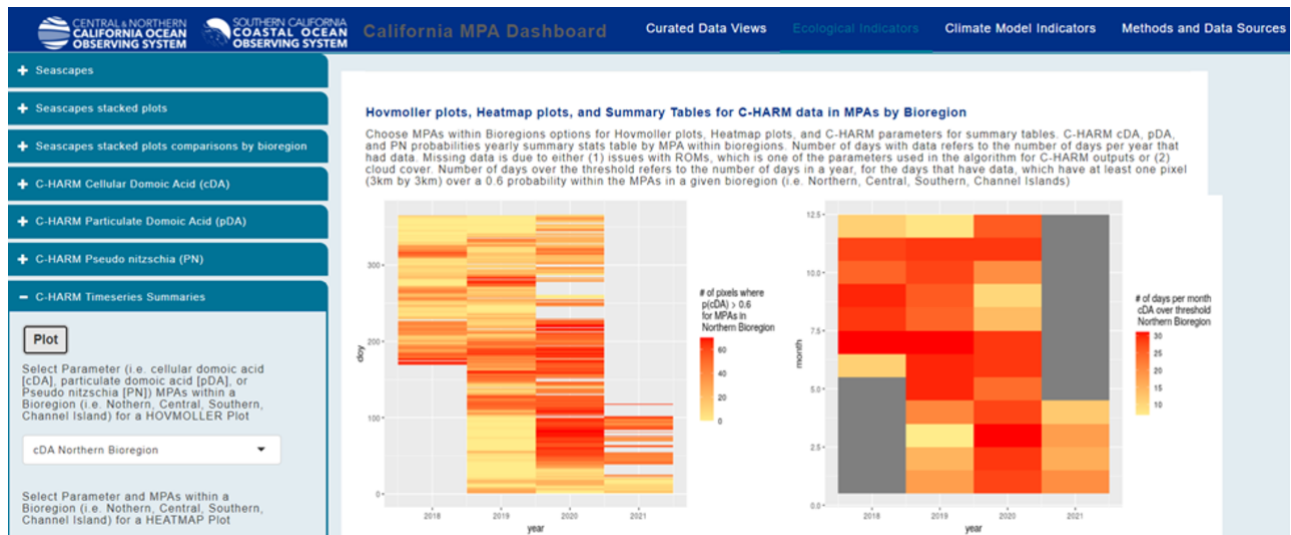 CENTRAL & NORTHERN
CALIFORNIA OCEAN
OBSERVING SYSTEM
SOUTHERN CALIFORNIA
COASTAL OCEAN
OBSERVING SYSTEM
California MPA Dashboard
Curated Data Views
Ecological Indicators
Climate Model Indicators
Methods and Data Sources
Seascapes
Seascapes stacked plots
Seascapes stacked plots comparisons by bioregion
C-HARM Cellular Domoic Acid (cDA)
C-HARM Particulate Domoic Acid (pDA)
C-HARM Pseudo nitzschia (PN)
C-HARM Timeseries Summaries
Plot
Select Parameter (i.e. cellular domoic acid
[cDA], particulate domoic acid [pDA], or
Pseudo nitzschia [PN]) MPAs within a
Bioregion (i.e. Nothern, Central, Southern,
Channel Island) for a HOVMOLLER Plot
cDA Northern Bioregion
Select Parameter and MPAs within a
Bioregion (i.e. Nothern, Central, Southern,
Channel Island) for a HEATMAP Plot
Hovmoller plots, Heatmap plots, and Summary Tables for C-HARM data in MPAs by Bioregion
Choose MPAs within Bioregions options for Hovmoller plots, Heatmap plots, and C-HARM parameters for summary tables. C-HARM cDA, pDA,
and PN probabilities yearly summary stats table by MPA within bioregions. Number of days with data refers to the number of days per year that
had data. Missing data is due to either (1) issues with ROMs, which is one of the parameters used in the algorithm for C-HARM outputs or (2)
cloud cover. Number of days over the threshold refers to the number of days in a year, for the days that have data, which have at least one pixel
(3km by 3km) over a 0.6 probability within the MPAs in a given bioregion (i.e. Northern, Central, Southern, Channel Islands)
doy
300
200
100
0
2018 2019 2020 2021
year
# of pixels where
p(cDA) > 0.6
for MPAs in
Northern Bioregion
60
40
20
0
month
12.5
10.0
7.5
5.0
2.5
0.0
2018 2019 2020 2021
year
# of days per month
cDA over threshold
Northern Bioregion
30
25
20
15
10